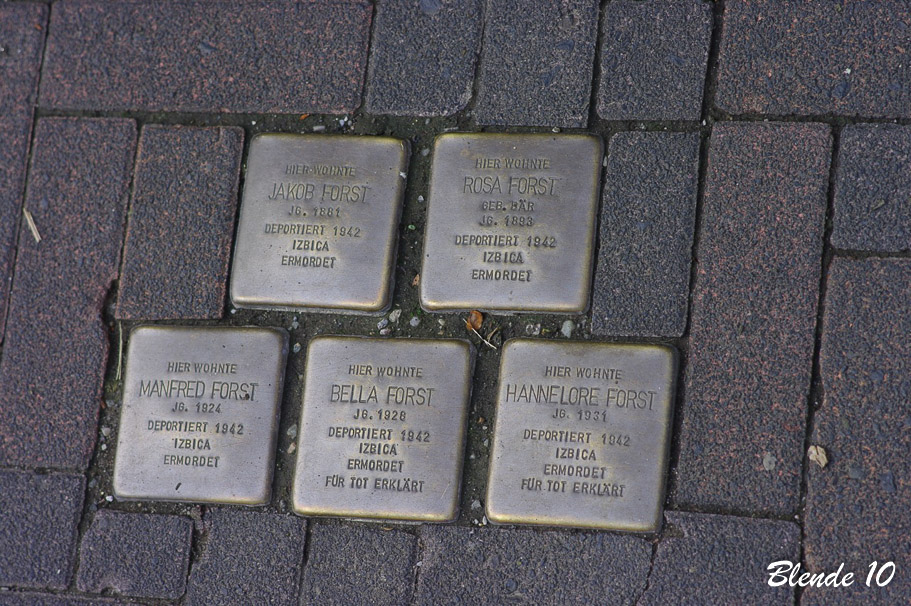 HIER WOHNTE
JAKOB FORST
JG. 1881
DEPORTIERT 1942
IZBICA
ERMORDET
HIER WOHNTE
ROSA FORST
GEB. BÄR
JG. 1893
DEPORTIERT 1942
IZBICA
ERMORDET
HIER WOHNTE
MANFRED FORST
JG. 1924
DEPORTIERT 1942
IZBICA
ERMORDET
HIER WOHNTE
BELLA FORST
JG. 1928
DEPORTIERT 1942
IZBICA
ERMORDET
FÜR TOT ERKLÄRT
HIER WOHNTE
HANNELORE FORST
JG. 1931
DEPORTIERT 1942
IZBICA
ERMORDET
FÜR TOT ERKLÄRT
Blende 10